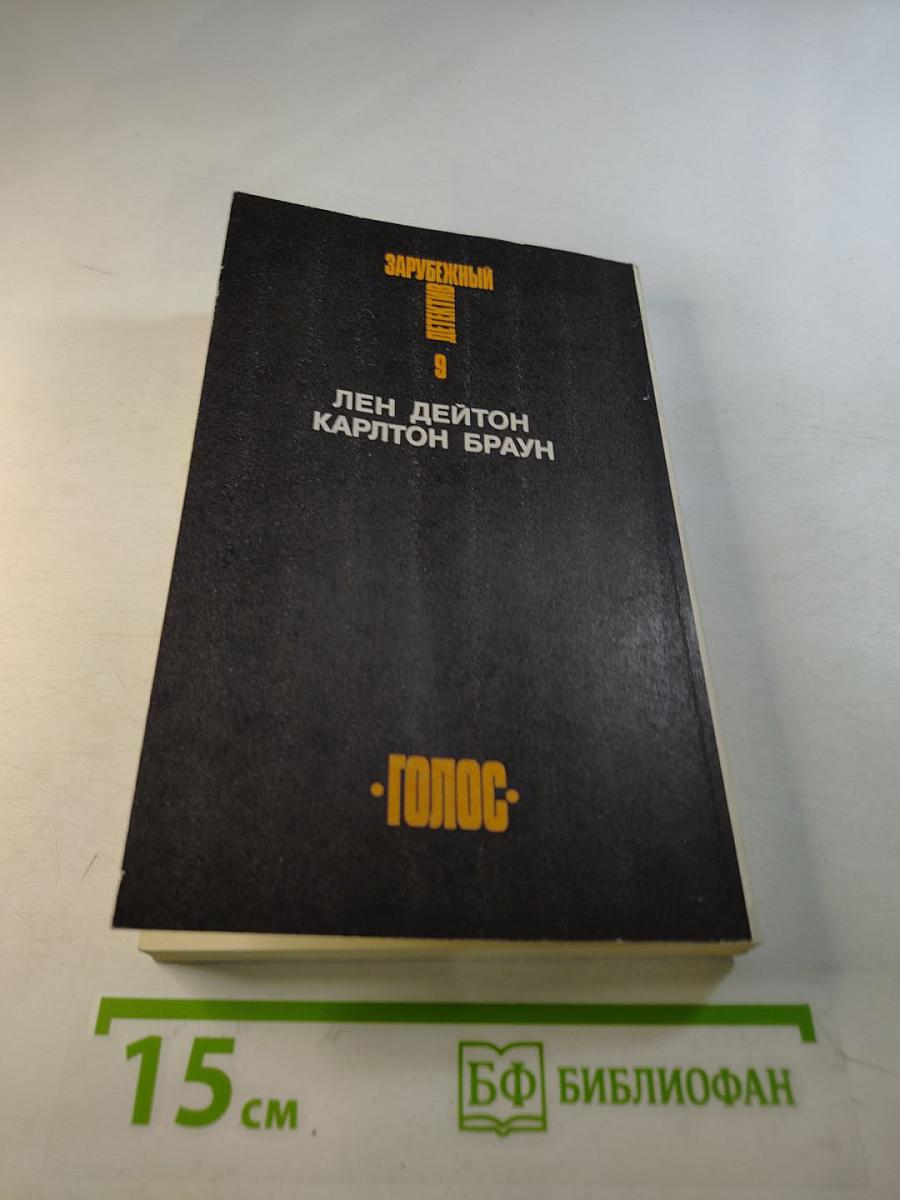 ЗАРУБЕЖНЫЙ
ДЕТЕКТИВ
9
ЛЕН ДЕЙТОН
КАРЛТОН БРАУН
·ГОЛОС·
15 см
БФ БИБЛИОФАН